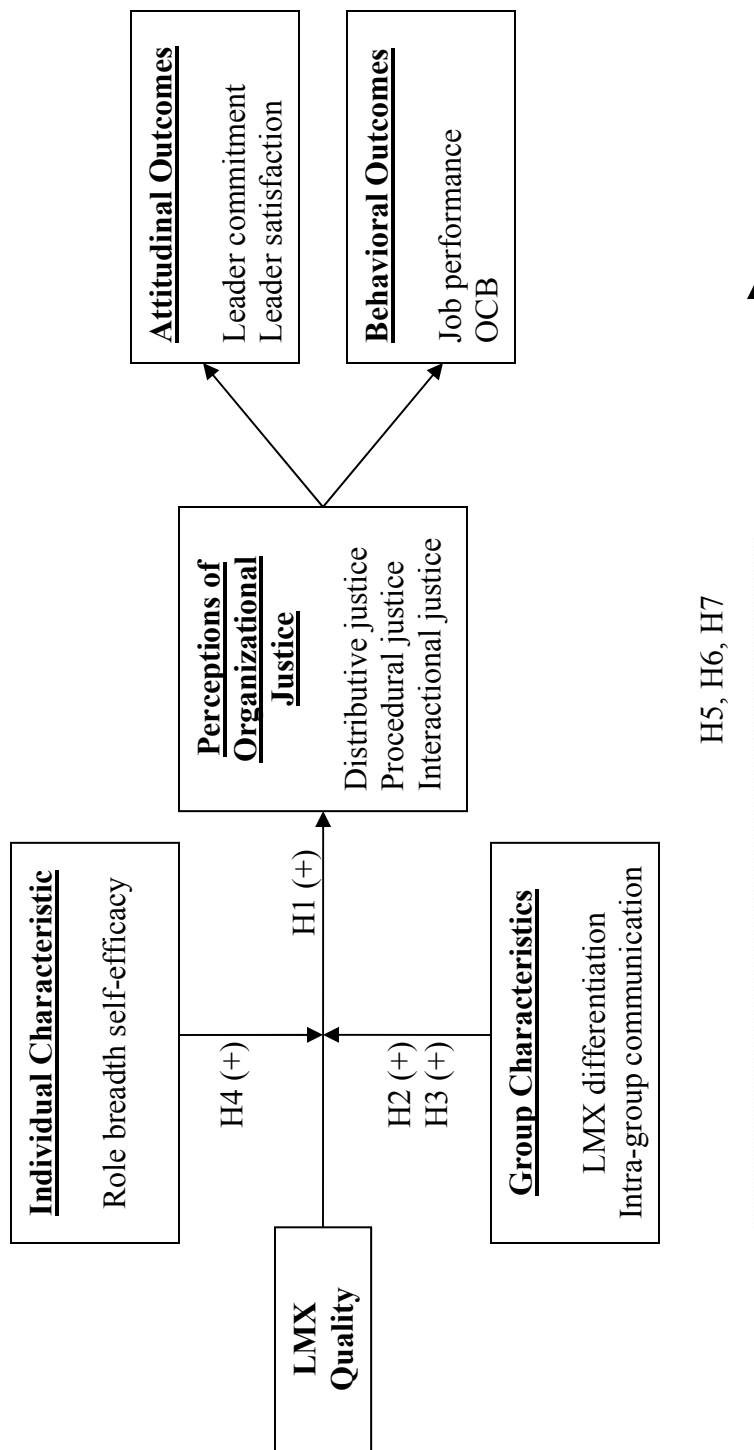 LMX
Quality
Individual Characteristic
Role breadth self-efficacy
H4 (+)
H1 (+)
H2 (+)
H3 (+)
Group Characteristics
LMX differentiation
Intra-group communication
Perceptions of
Organizational
Justice
Distributive justice
Procedural justice
Interactional justice
Attitudinal Outcomes
Leader commitment
Leader satisfaction
Behavioral Outcomes
Job performance
OCB
H5, H6, H7